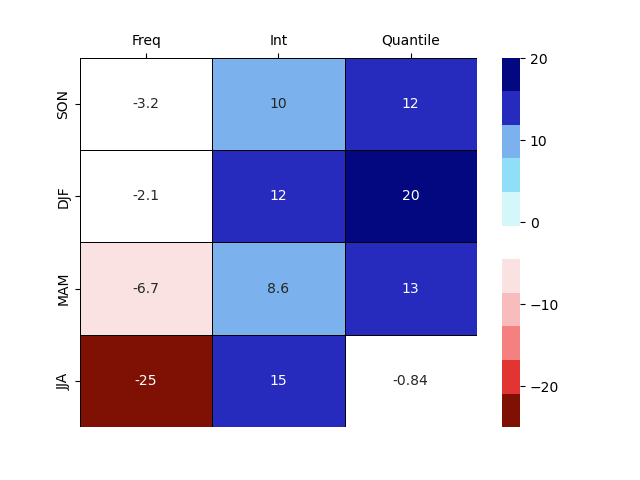 Freq Int Quantile
SON -3.2 10 12
DJF -2.1 12 20
MAM -6.7 8.6 13
JJA -25 15 -0.84
20
10
0
−10
−20